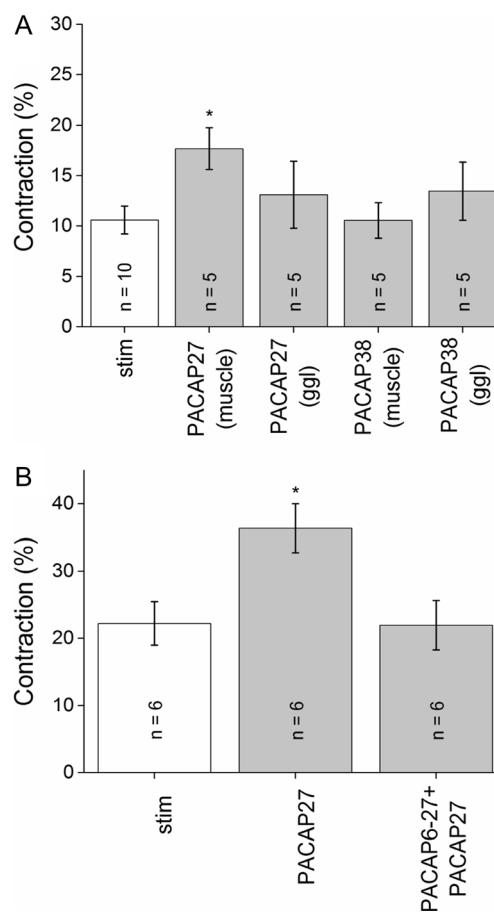 A
Contraction (%)
30
25
20
15
10
5
0
*
n = 10
n = 5
n = 5
n = 5
n = 5
stim
PACAP27
(muscle)
PACAP27
(ggl)
PACAP38
(muscle)
PACAP38
(ggl)
B
Contraction (%)
40
30
20
10
0
*
n = 6
n = 6
n = 6
stim
PACAP27
PACAP6-27+
PACAP27